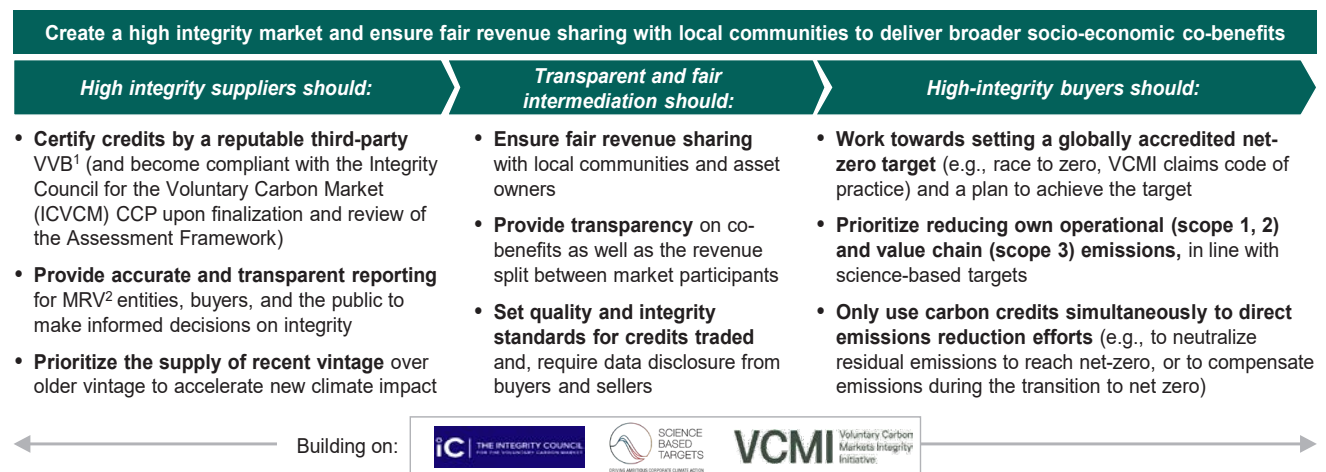 Create a high integrity market and ensure fair revenue sharing with local communities to deliver broader socio-economic co-benefits
High integrity suppliers should:
• Certify credits by a reputable third-party
VVB1 (and become compliant with the Integrity
Council for the Voluntary Carbon Market
(ICVCM) CCP upon finalization and review of
the Assessment Framework)
• Provide accurate and transparent reporting
for MRV2 entities, buyers, and the public to
make informed decisions on integrity
• Prioritize the supply of recent vintage over
older vintage to accelerate new climate impact
Transparent and fair
intermediation should:
• Ensure fair revenue sharing
with local communities and asset
owners
• Provide transparency on co-
benefits as well as the revenue
split between market participants
• Set quality and integrity
standards for credits traded
and, require data disclosure from
buyers and sellers
High-integrity buyers should:
• Work towards setting a globally accredited net-
zero target (e.g., race to zero, VCMI claims code of
practice) and a plan to achieve the target
• Prioritize reducing own operational (scope 1, 2)
and value chain (scope 3) emissions, in line with
science-based targets
• Only use carbon credits simultaneously to direct
emissions reduction efforts (e.g., to neutralize
residual emissions to reach net-zero, or to compensate
emissions during the transition to net zero)
Building on:
iC THE INTEGRITY COUNCIL
FOR THE VOLUNTARY CARBON MARKET
SCIENCE
BASED
TARGETS
DRIVING AMBITIOUS CORPORATE CLIMATE ACTION
VCMI
Voluntary Carbon
Markets Integrity
Initiative